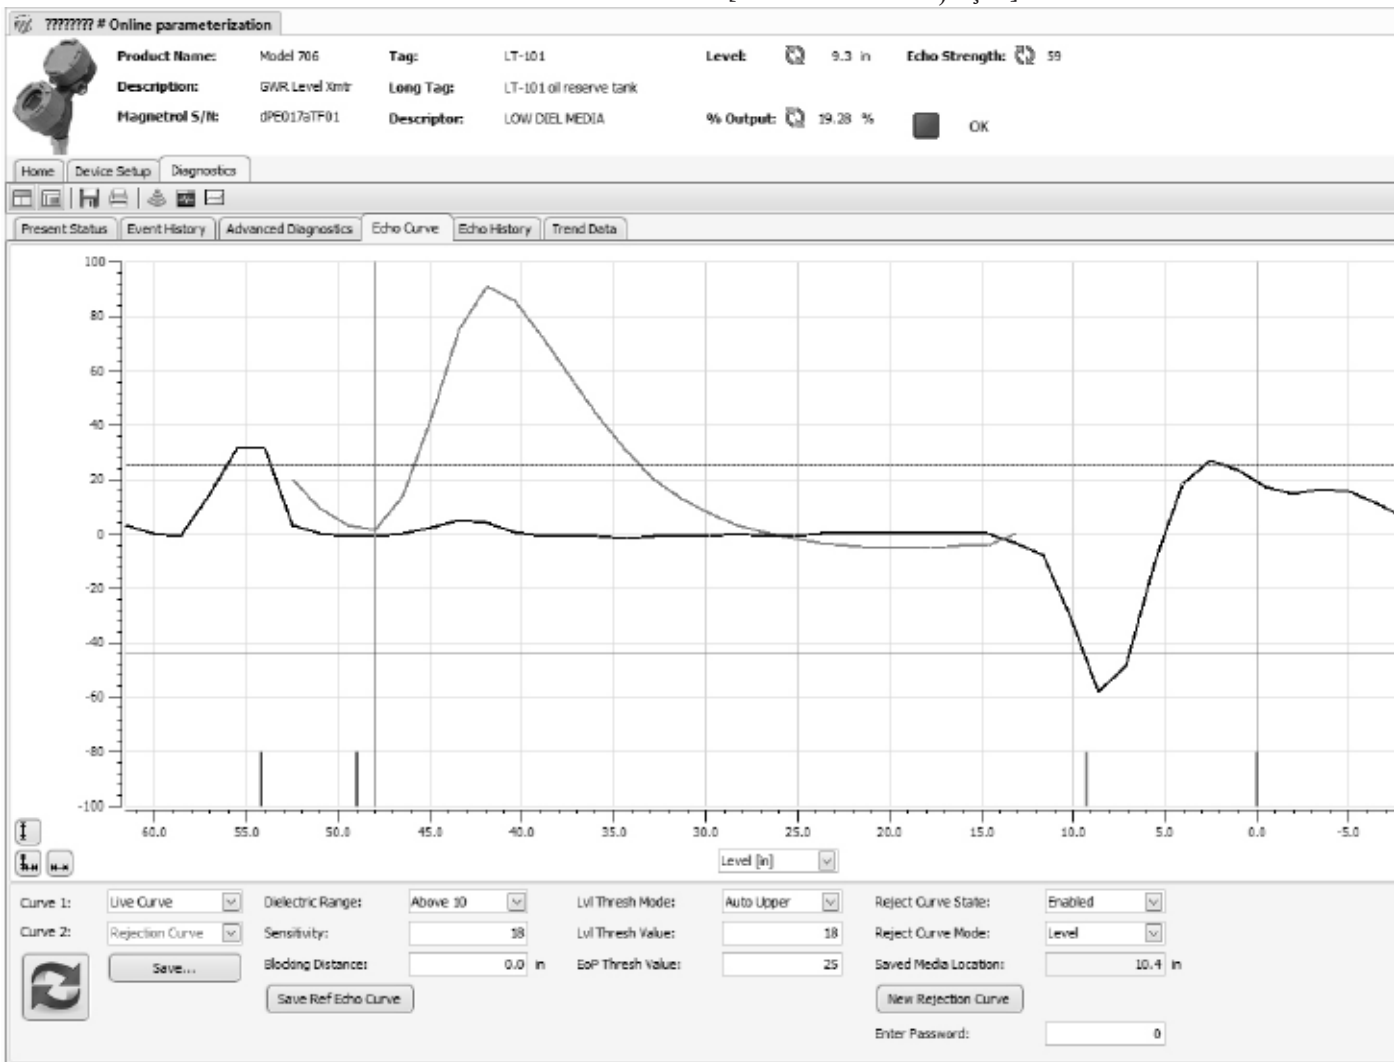 ???????? # Online parameterization
Product Name: Model 706 Tag: LT-101 Level: 9.3 in Echo Strength: 59
Description: GWR Level Xmtr Long Tag: LT-101 oil reserve tank
Magnetrol S/N: dPE017aTF01 Descriptor: LOW DIEL MEDIA % Output: 19.28 % OK
Home Device Setup Diagnostics
Present Status Event History Advanced Diagnostics Echo Curve Echo History Trend Data
100
80
60
40
20
0
-20
-40
-60
-80
-100
60.0 55.0 50.0 45.0 40.0 35.0 30.0 25.0 20.0 15.0 10.0 5.0 0.0 -5.0
Level [in]
Curve 1: Live Curve Dielectric Range: Above 10 Lvl Thresh Mode: Auto Upper Reject Curve State: Enabled
Curve 2: Rejection Curve Sensitivity: 18 Lvl Thresh Value: 18 Reject Curve Mode: Level
Save... Blocking Distance: 0.0 in EoP Thresh Value: 25 Saved Media Location: 10.4 in
Save Ref Echo Curve New Rejection Curve
Enter Password: 0